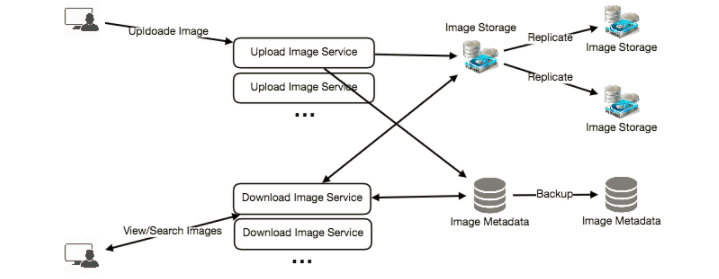 Upldoade Image
Upload Image Service
Upload Image Service
...
Image Storage
Replicate
Image Storage
Replicate
Image Storage
Download Image Service
Download Image Service
...
View/Search Images
Image Metadata
Backup
Image Metadata